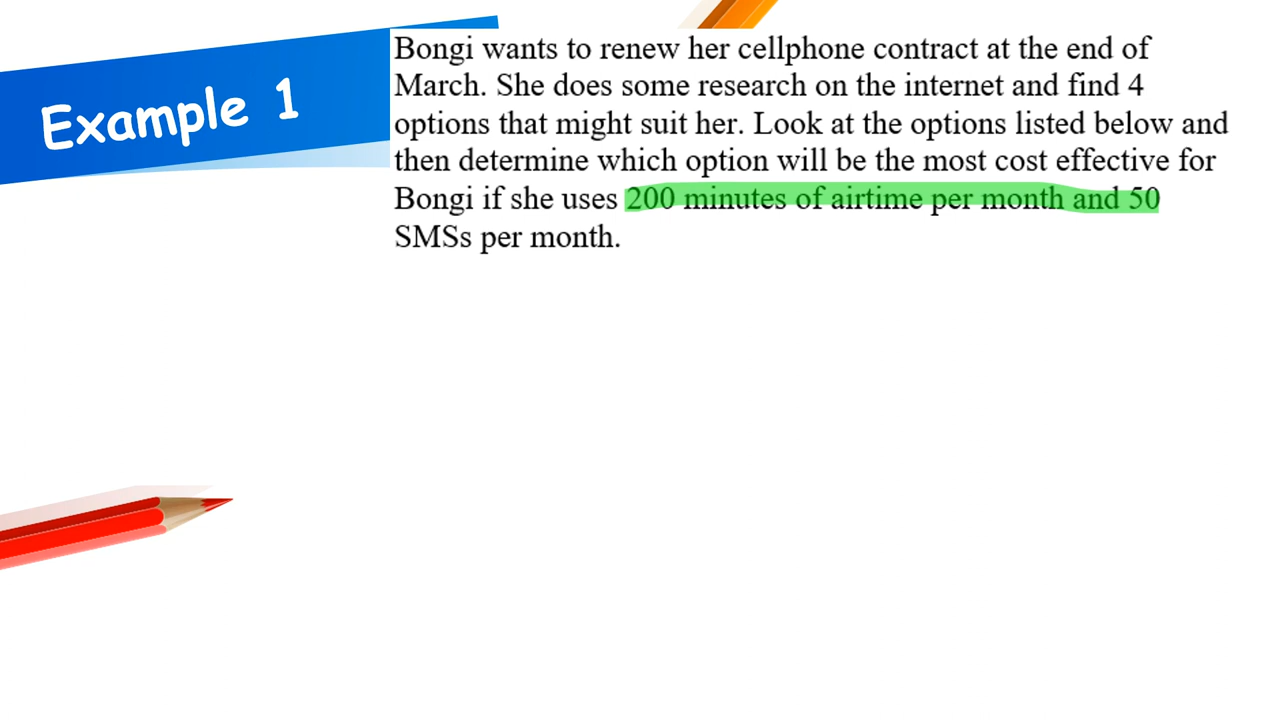 Example 1
Bongi wants to renew her cellphone contract at the end of
March. She does some research on the internet and find 4
options that might suit her. Look at the options listed below and
then determine which option will be the most cost effective for
Bongi if she uses 200 minutes of airtime per month and 50
SMSs per month.